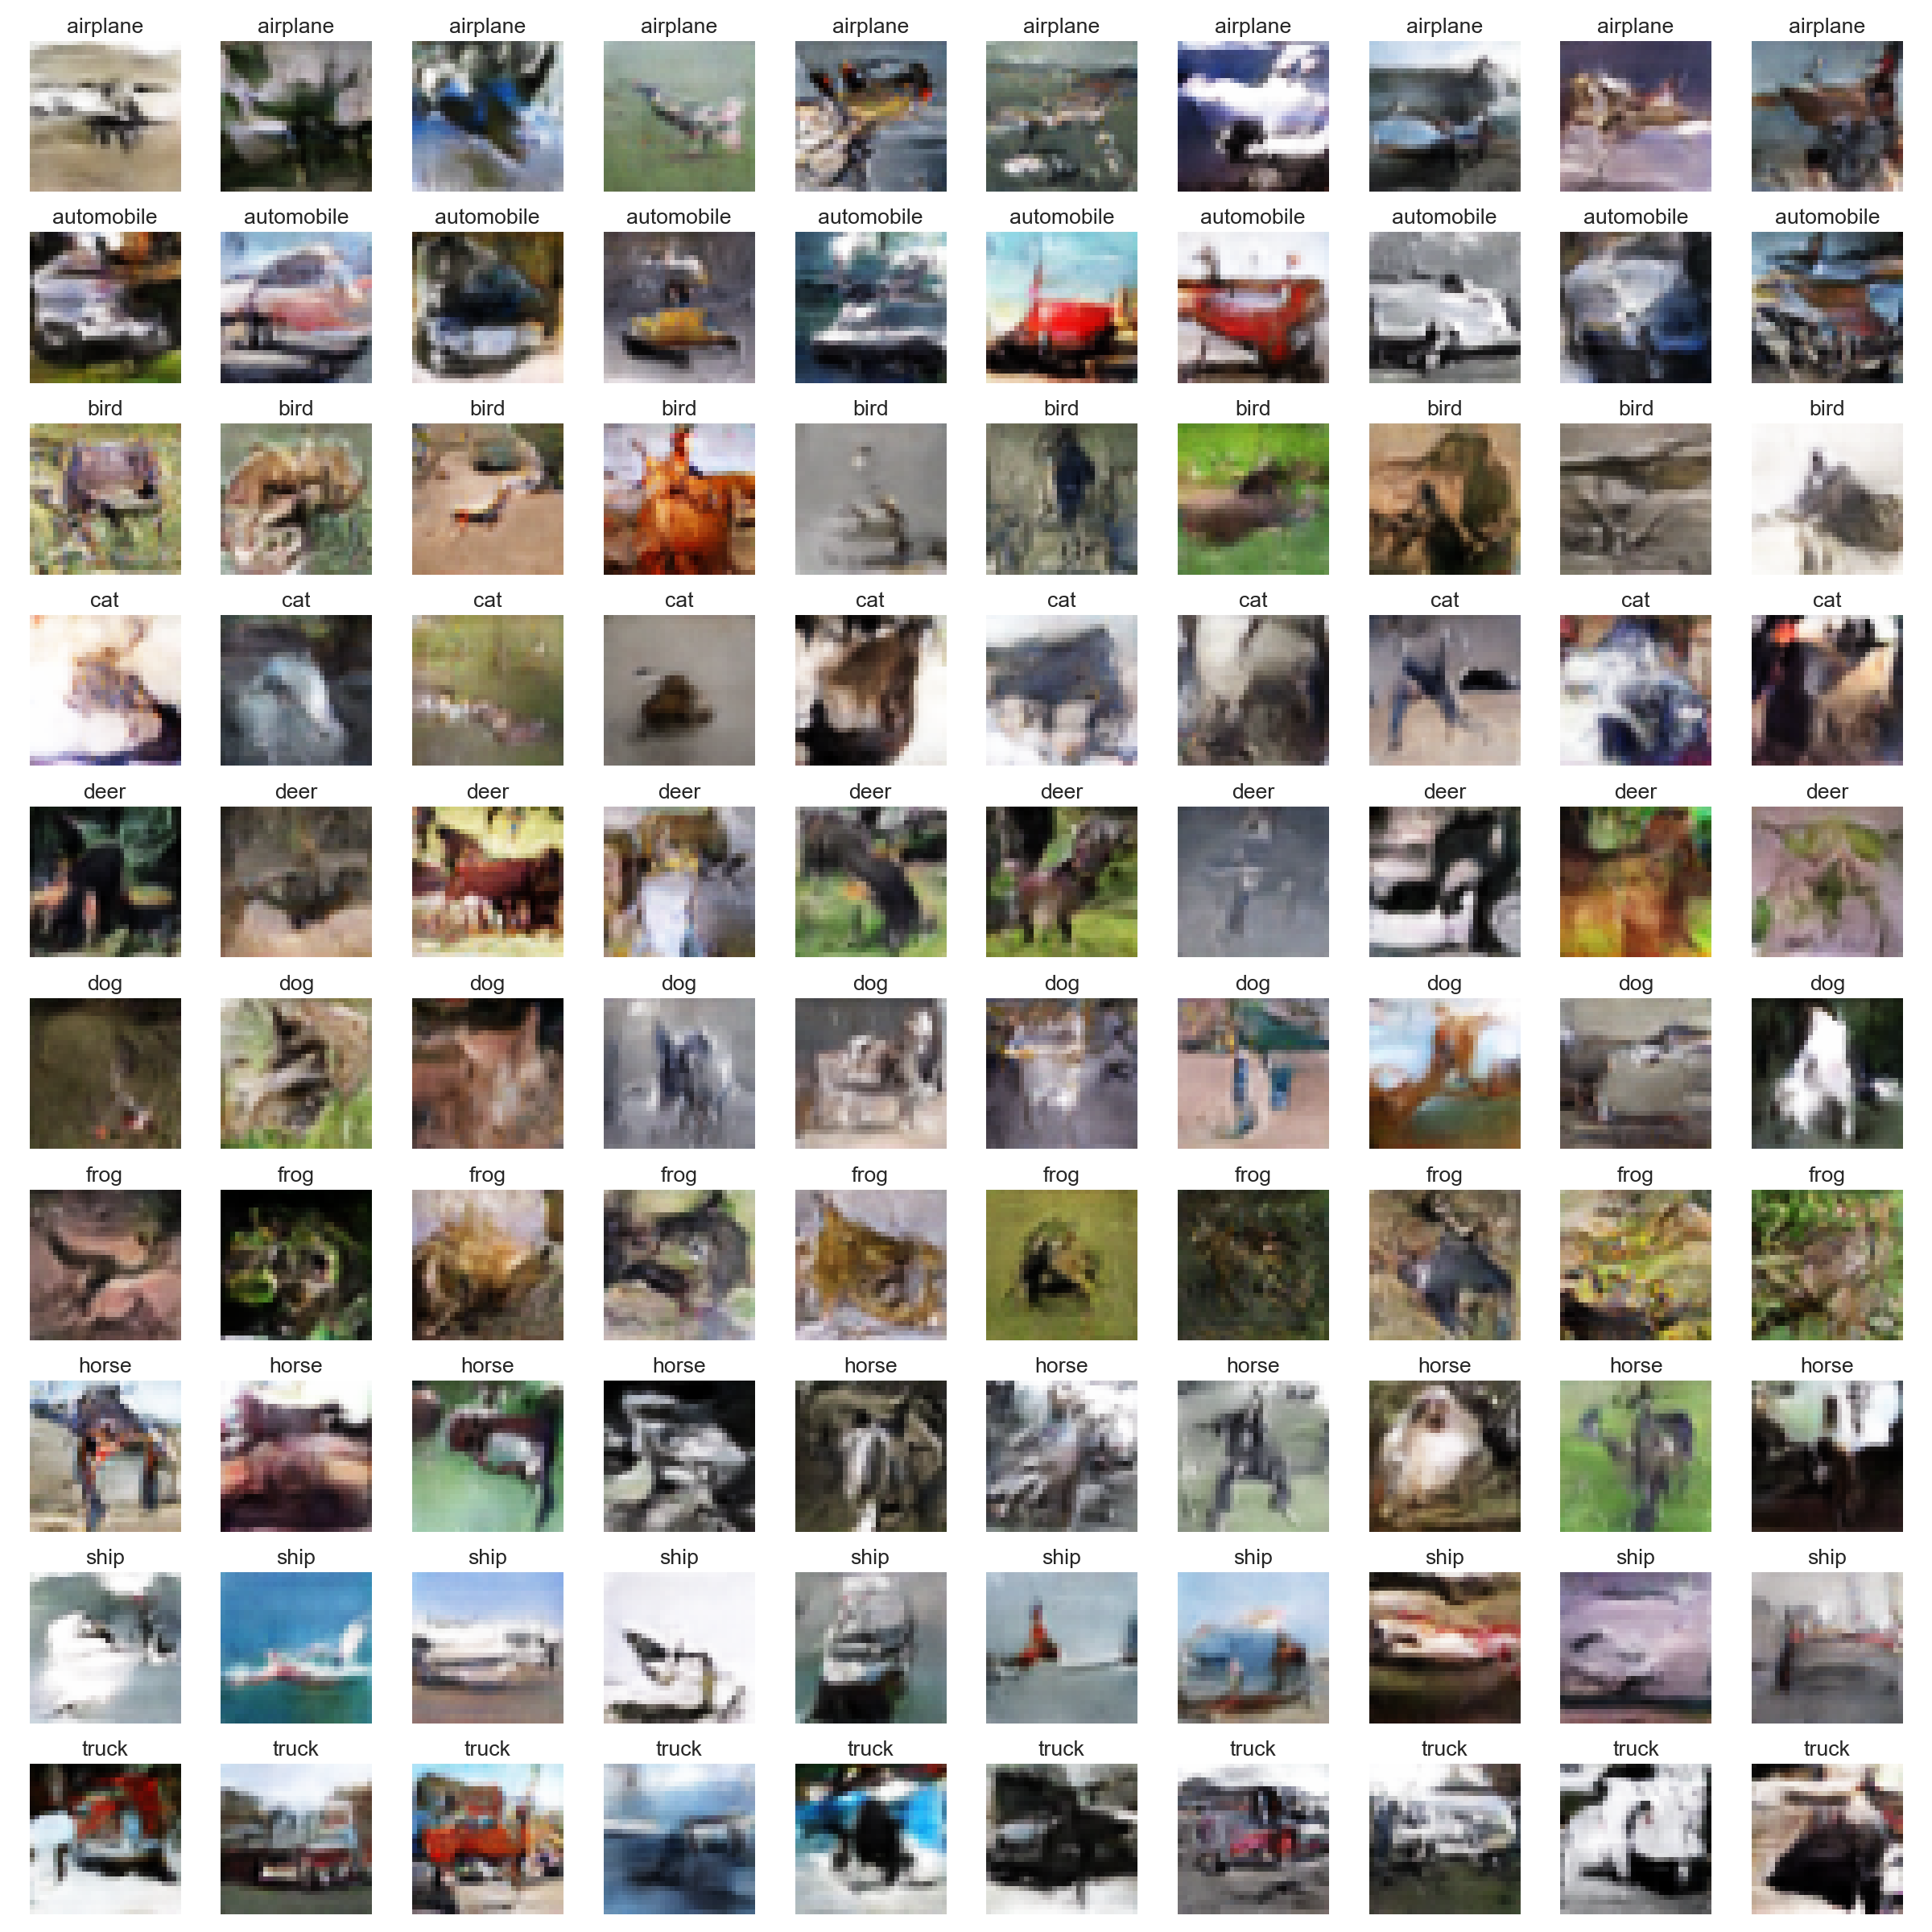 airplane airplane airplane airplane airplane airplane airplane airplane airplane airplane
automobile automobile automobile automobile automobile automobile automobile automobile automobile automobile
bird bird bird bird bird bird bird bird bird bird
cat cat cat cat cat cat cat cat cat cat
deer deer deer deer deer deer deer deer deer deer
dog dog dog dog dog dog dog dog dog dog
frog frog frog frog frog frog frog frog frog frog
horse horse horse horse horse horse horse horse horse horse
ship ship ship ship ship ship ship ship ship ship
truck truck truck truck truck truck truck truck truck truck